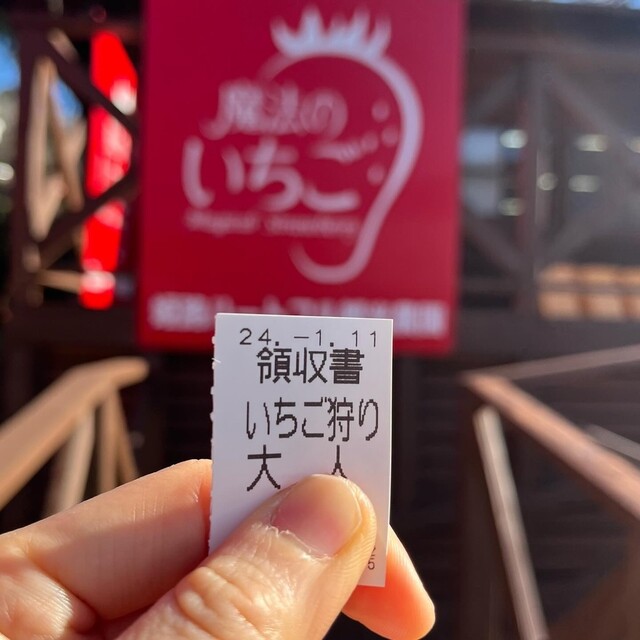 魔法の
いちご
Magical Strawberry
24.-1.11
領収書
いちご狩り
大人